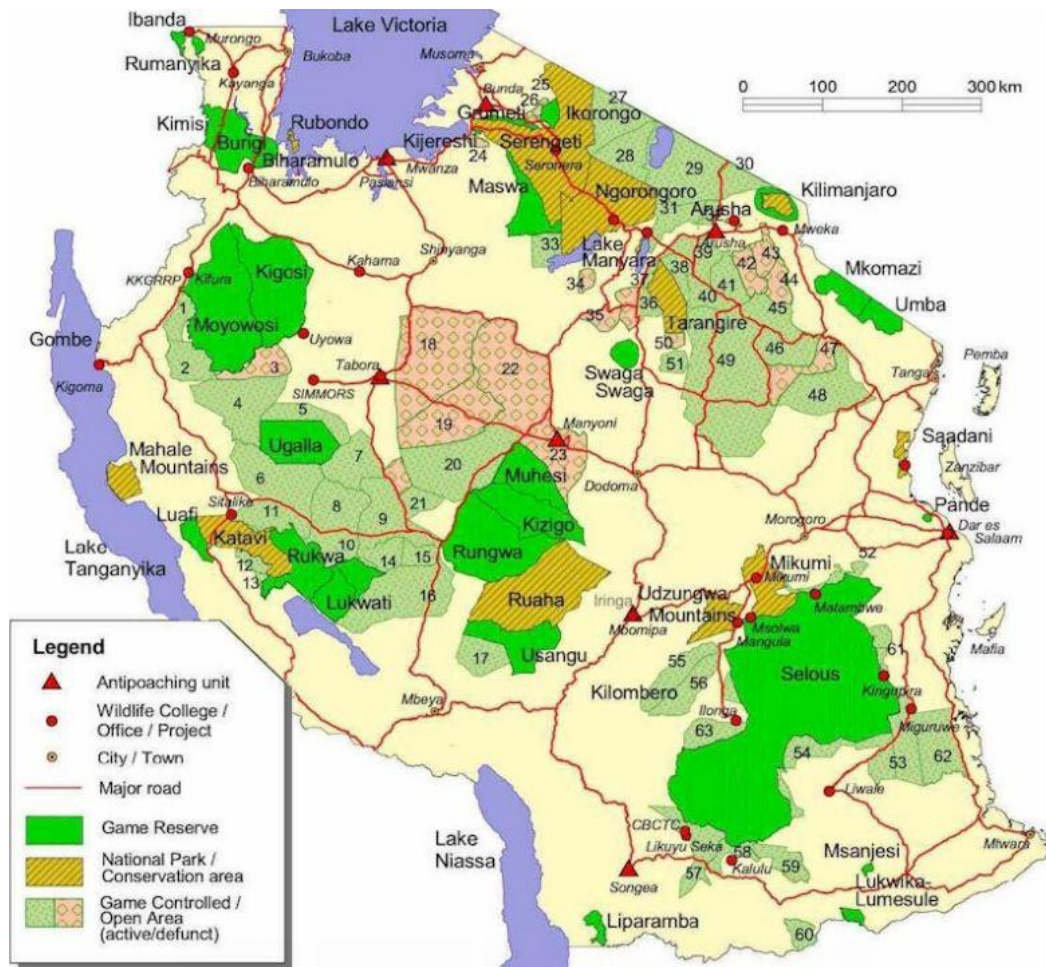 Ibanda
Lake Victoria
Murongo
Musoma
Rumanyika
Bukoba
Kayanga
Bunda
25
26
27
0 100 200 300 km
Grumeti
Ikorongo
Kimisi
Rubondo
Kijereshi
Serengeti
28
29
30
Burigi
24
Seronera
Biharamulo
Mwanza
Kilimanjaro
Biharamulo
Pasiansi
Maswa
Ngorongoro
Arusha
31
Mweka
33
Lake
Manyara
Arusha
39
43
Shinyanga
38
42
KKGRRP
Kifura
Kigosi
Kahama
34
37
41
44
Mkomazi
36
40
45
Umba
1
Moyowosi
35
Tarangire
Gombe
Uyowa
18
50
46
47
Pemba
2
3
Tabora
22
Swaga
Swaga
51
49
Kigoma
SIMMORS
Tanga
4
5
48
19
Manyoni
Mahale
Mountains
Ugalla
7
23
Saadani
6
20
Muhesi
Zanzibar
Dodoma
Sitalike
11
8
9
21
Pande
Luafi
Kizigo
Morogoro
Dar es
Salaam
Katavi
Rukwa
10
Rungwa
Lake
Tanganyika
12
14
15
52
Mikumi
13
Mikumi
Lukwati
16
Ruaha
Iringa
Udzungwa
Mountains
Matambwe
Mbomipa
Msolwa
Mangula
Mafia
17
Usangu
55
61
Selous
56
Kilombero
Kingupira
Mbeya
Ilonga
Miguruwe
63
54
53
62
Liwale
CBCTC
Lake
Niassa
Likuyu Seka
58
Msanjesi
Mtwara
Kalulu
59
57
Songea
Lukwika-
Lumesule
Liparamba
60
Legend
Antipoaching unit
Wildlife College /
Office / Project
City / Town
Major road
Game Reserve
National Park /
Conservation area
Game Controlled /
Open Area
(active/defunct)